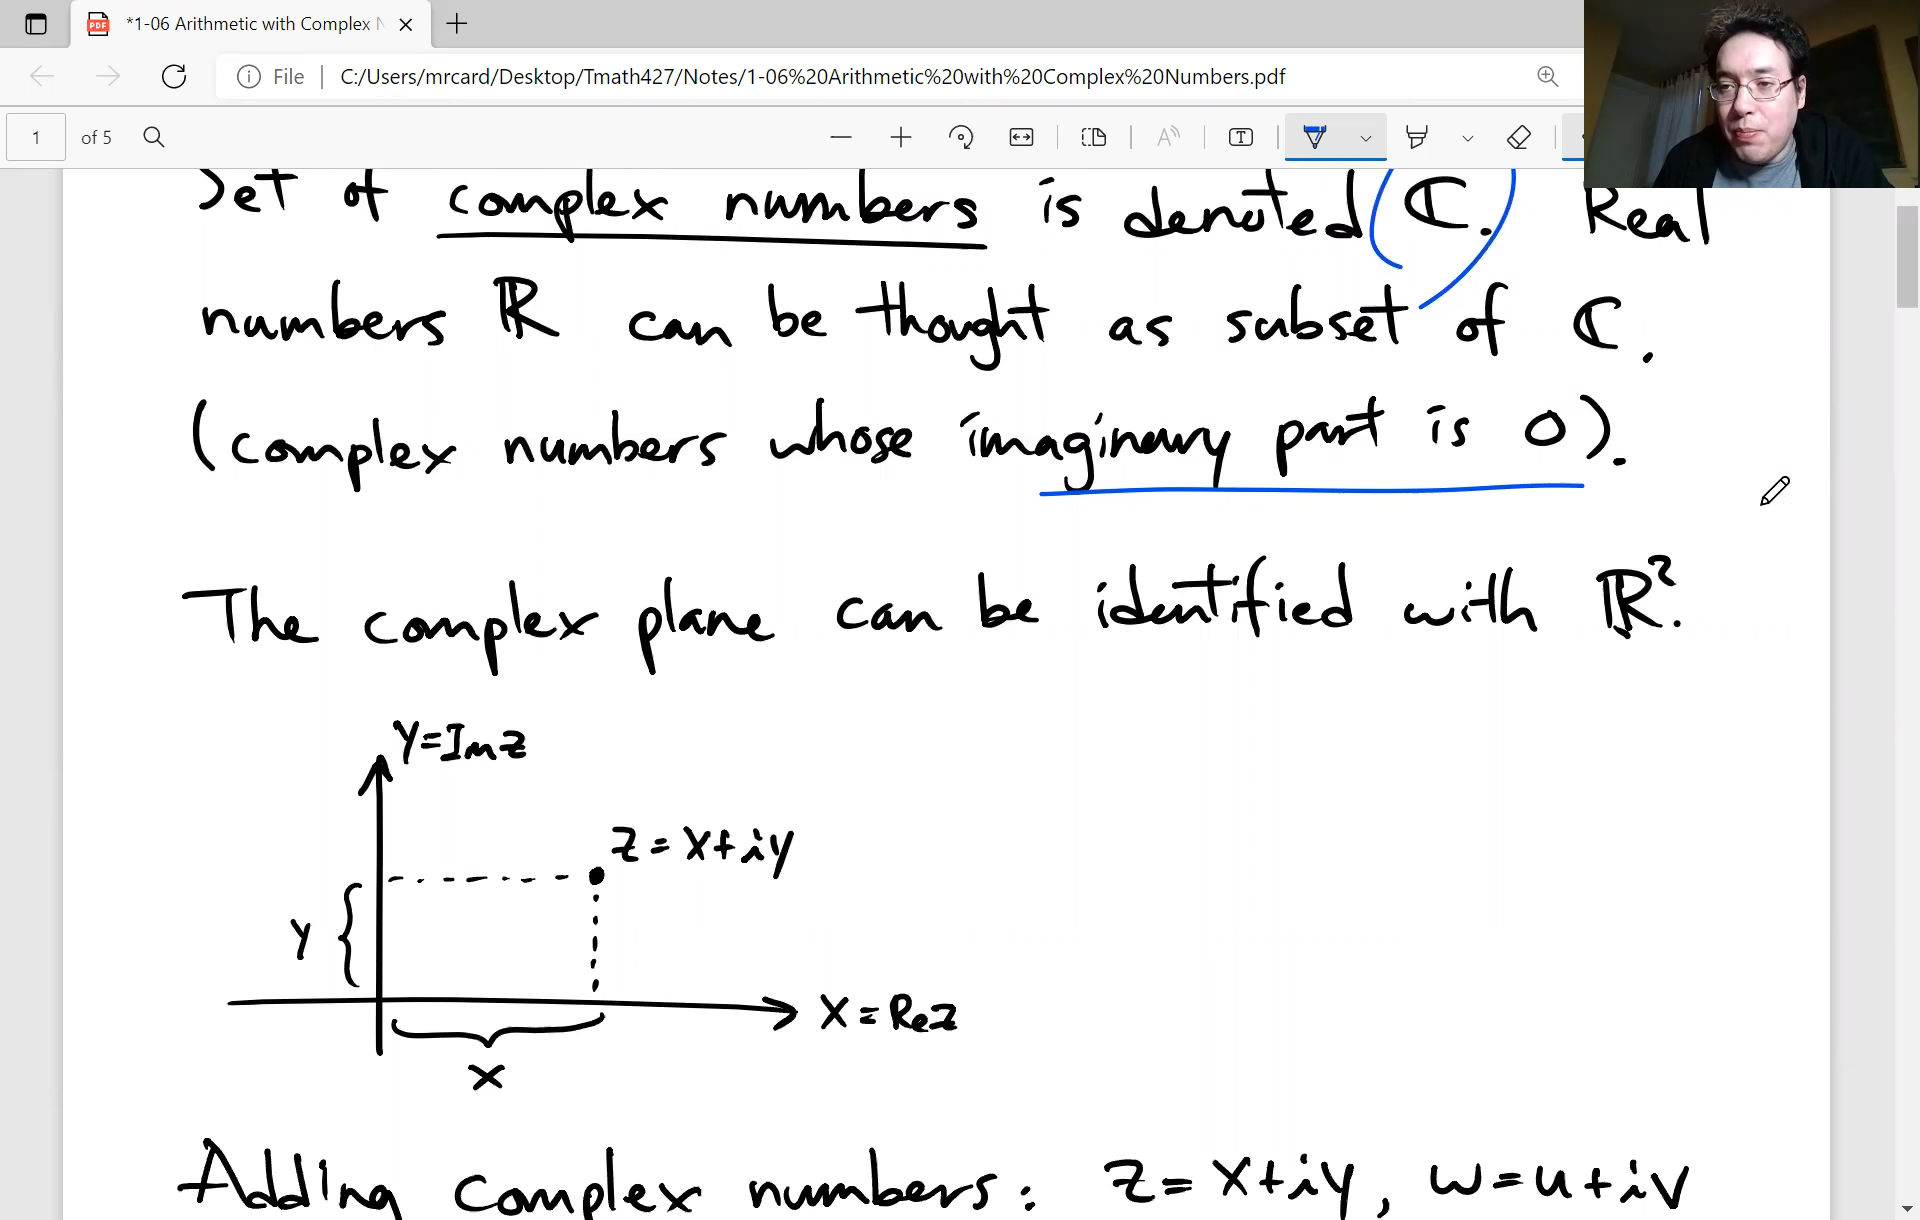 *1-06 Arithmetic with Complex N
File C:/Users/mrcard/Desktop/Tmath427/Notes/1-06%20Arithmetic%20with%20Complex%20Numbers.pdf
1 of 5
Set of complex numbers is denoted ℂ. Real
numbers ℝ can be thought as subset of ℂ.
(complex numbers whose imaginary part is 0).
The complex plane can be identified with ℝ².
y=Im z
z = x+iy
y
x = Re z
x
Adding complex numbers: z = x+iy, w=u+iv